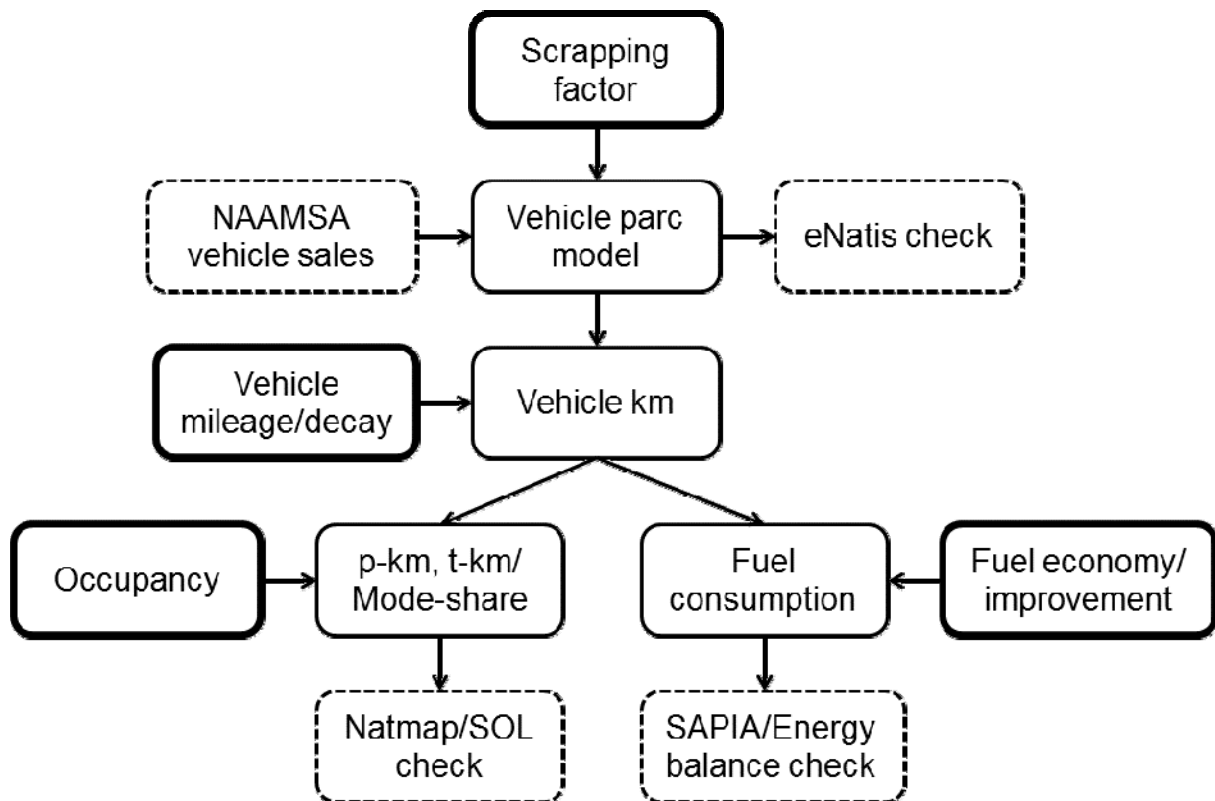 Scrapping
factor
NAAMSA
vehicle sales
Vehicle parc
model
eNatis check
Vehicle
mileage/decay
Vehicle km
Occupancy
p-km, t-km/
Mode-share
Fuel
consumption
Fuel economy/
improvement
Natmap/SOL
check
SAPIA/Energy
balance check